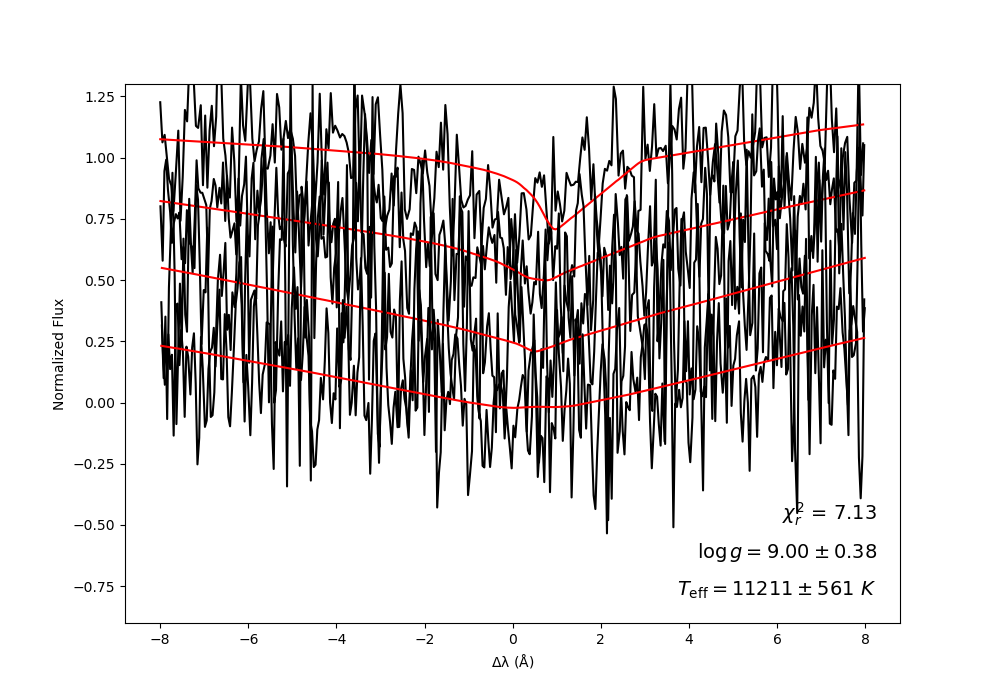 1.25
1.00
0.75
0.50
0.25
0.00
−0.25
−0.50
−0.75
Normalized Flux
χ²ᵣ = 7.13
log g = 9.00 ± 0.38
T_eff = 11211 ± 561 K
−8 −6 −4 −2 0 2 4 6 8
Δλ (Å)